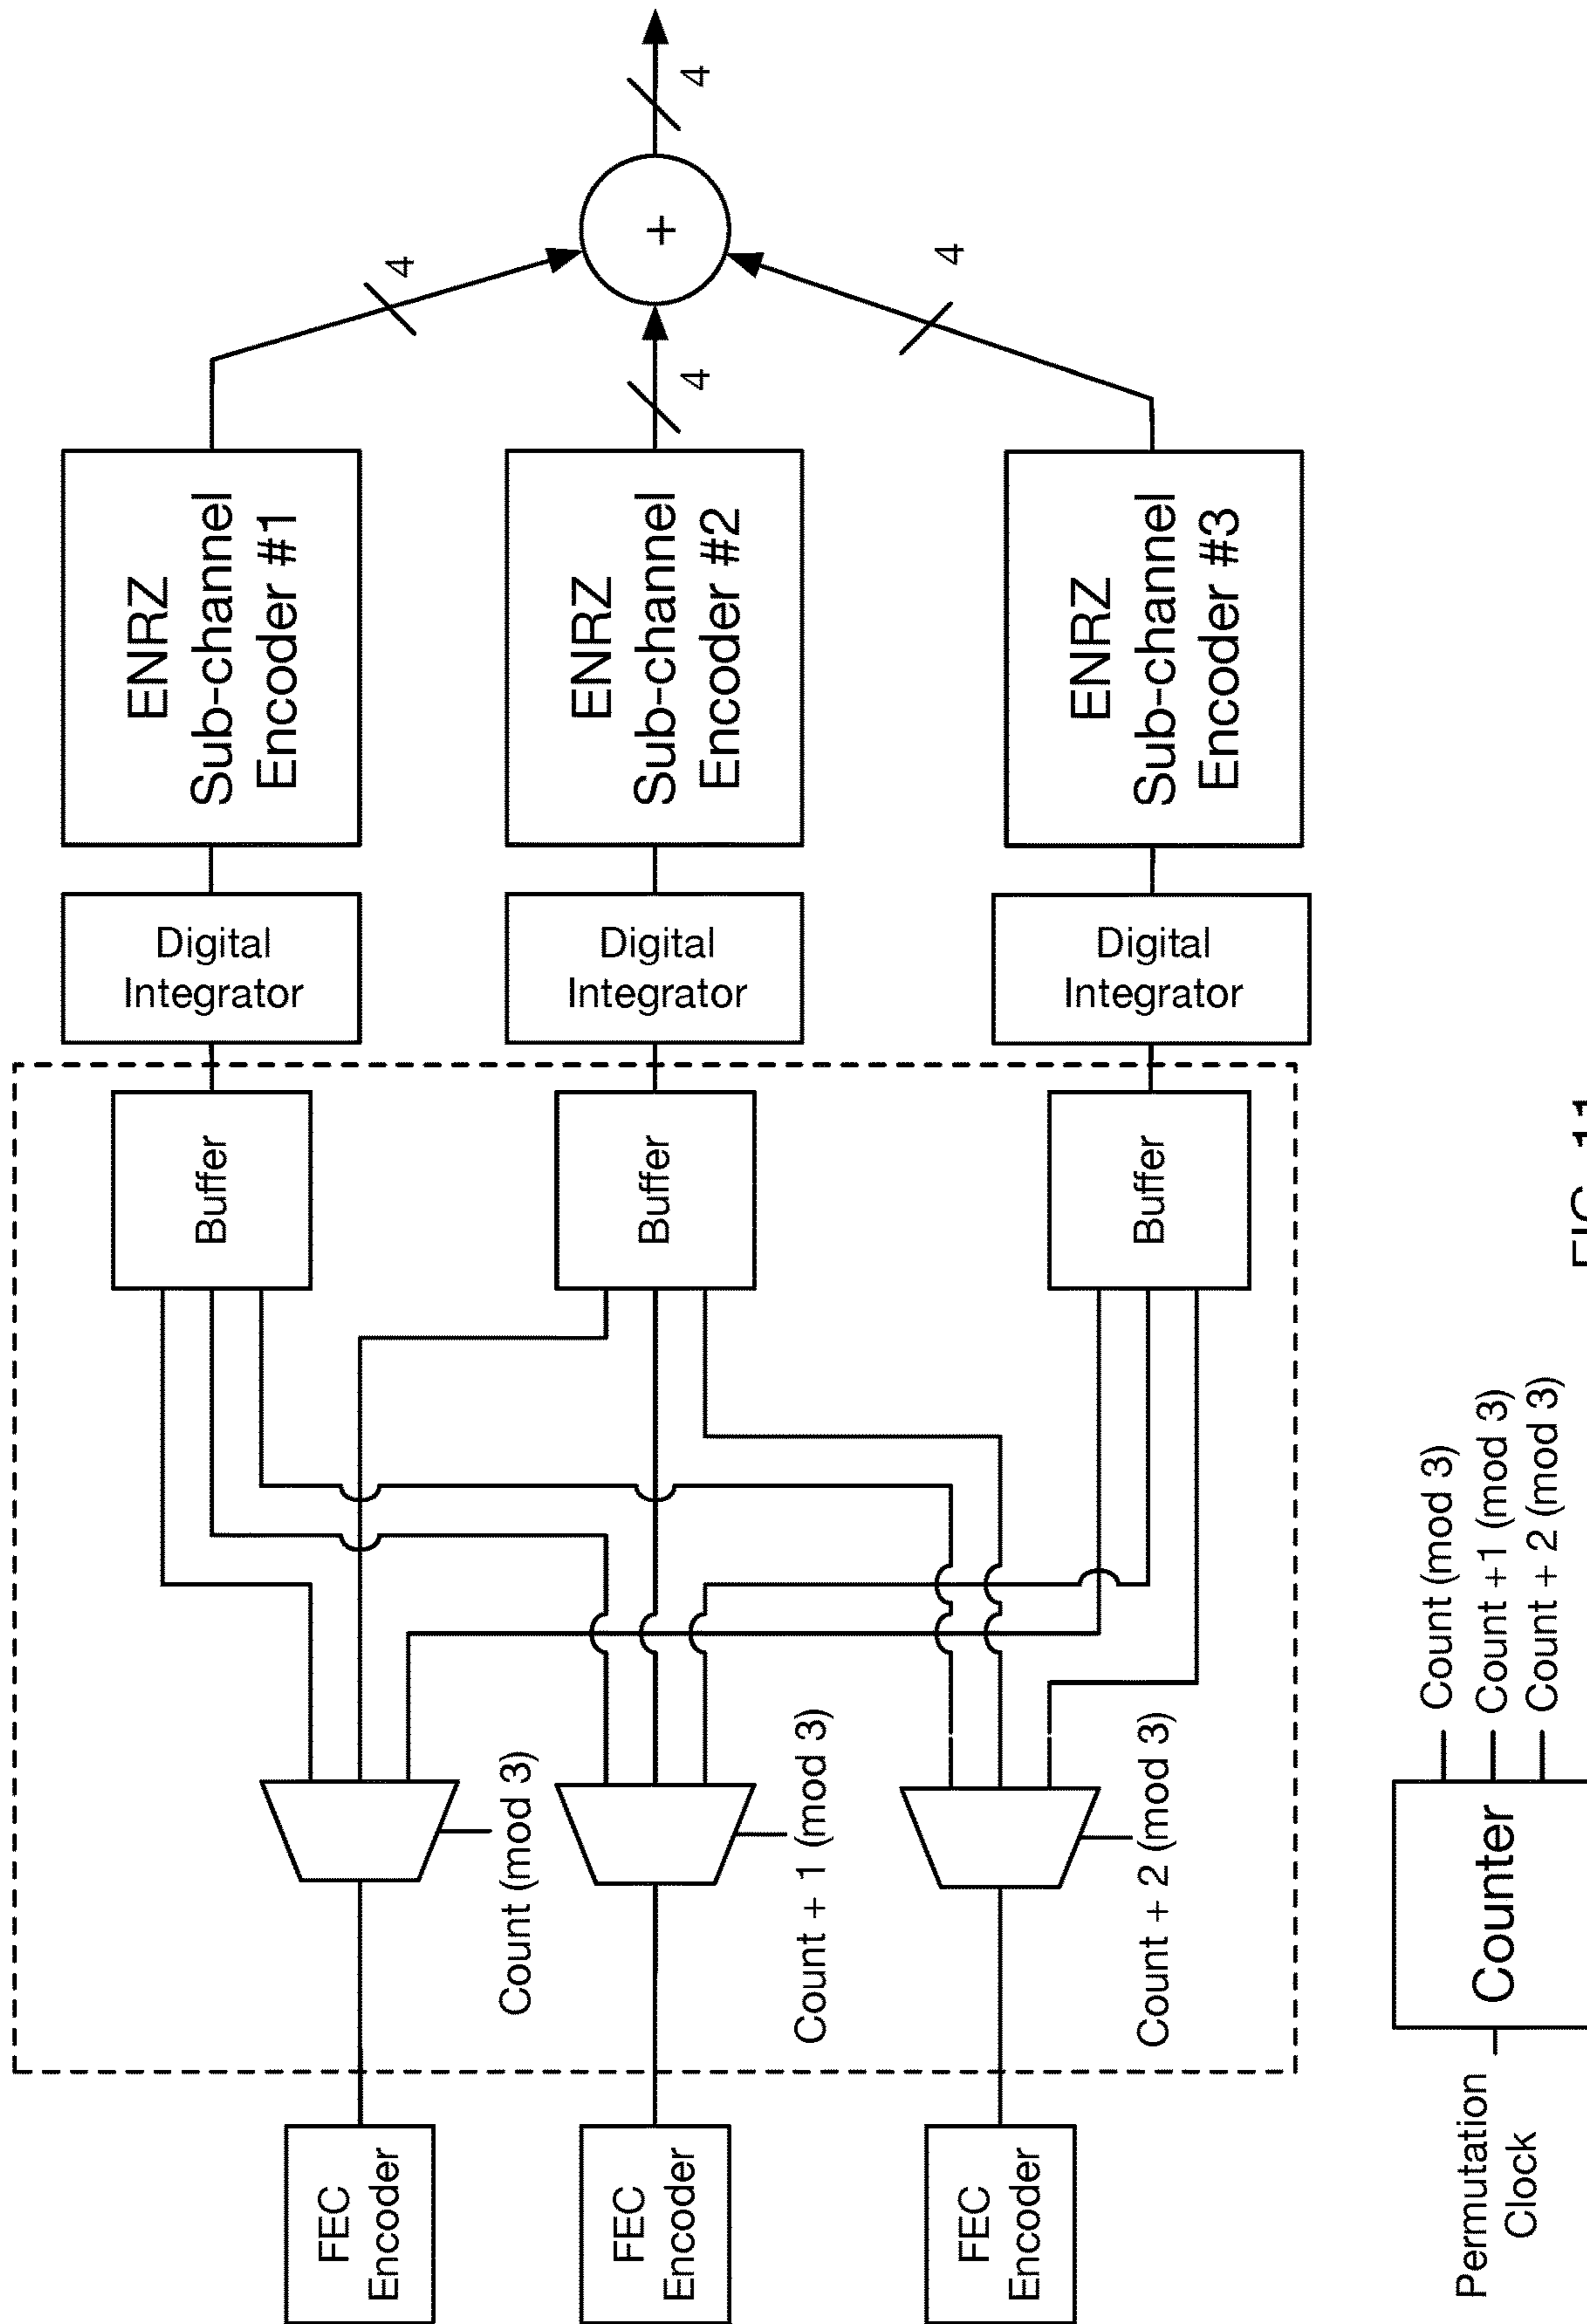 FEC
Encoder
Count (mod 3)
Buffer
Digital
Integrator
ENRZ
Sub-channel
Encoder #1
4
FEC
Encoder
Count + 1 (mod 3)
Buffer
Digital
Integrator
ENRZ
Sub-channel
Encoder #2
4
+
4
FEC
Encoder
Count + 2 (mod 3)
Buffer
Digital
Integrator
ENRZ
Sub-channel
Encoder #3
4
Permutation
Clock
Counter
Count (mod 3)
Count +1 (mod 3)
Count + 2 (mod 3)
FIG. 11